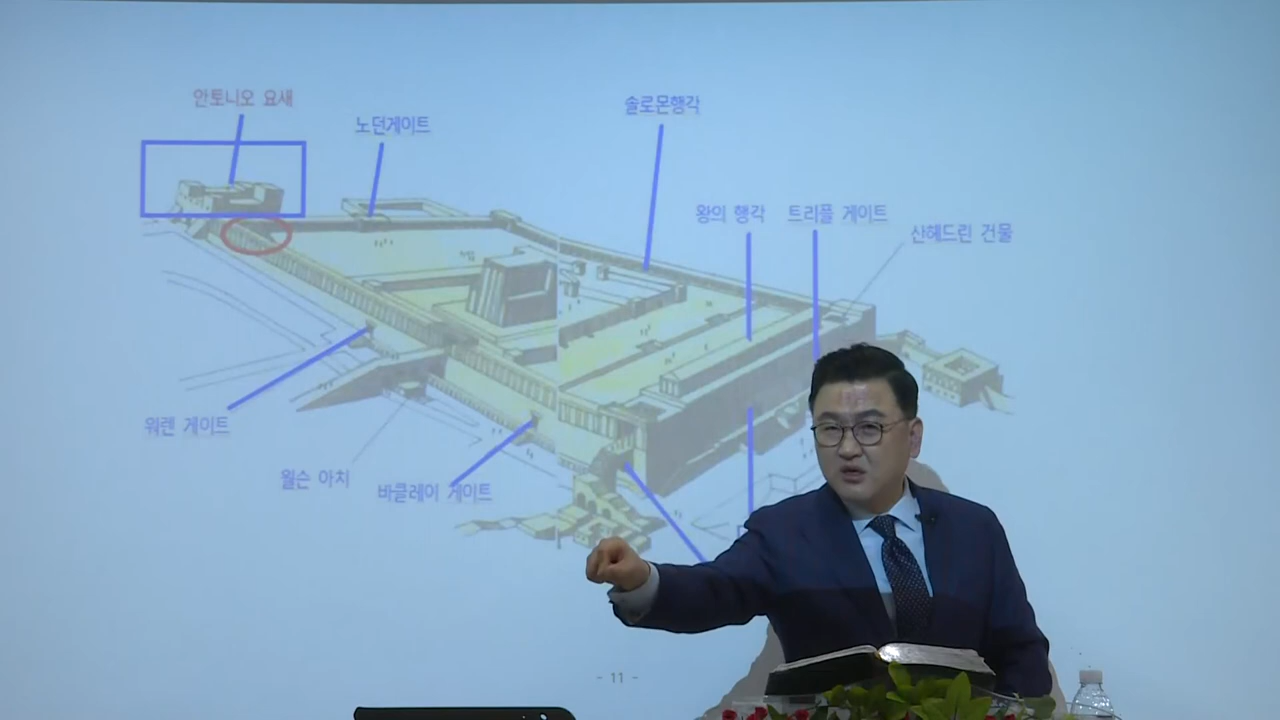 안토니오 요새
노던게이트
솔로몬행각
왕의 행각
트리플 게이트
산헤드린 건물
워렌 게이트
윌슨 아치
바클레이 게이트
- 11 -